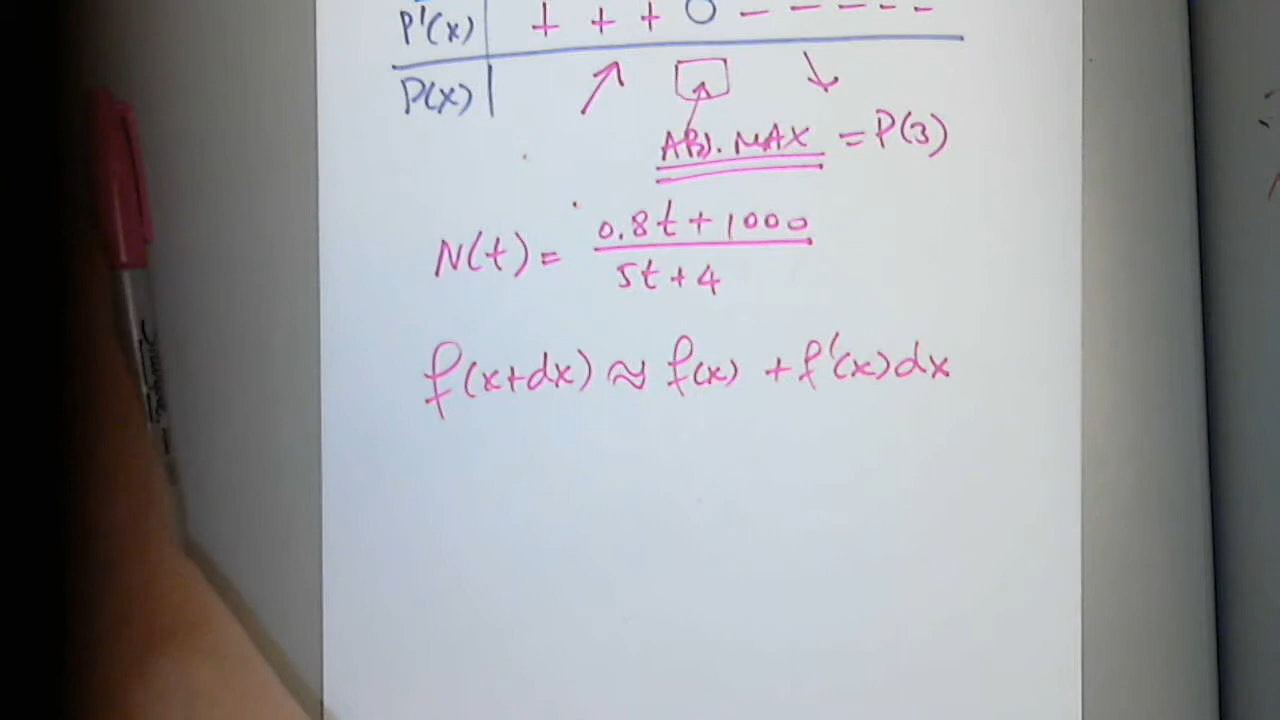 P'(x) + + + 0 - - - - -
P(x) ↗ ↘
ABS. MAX = P(3)
N(t) = (0.8t + 1000) / (5t + 4)
f(x+dx) ≈ f(x) + f'(x)dx